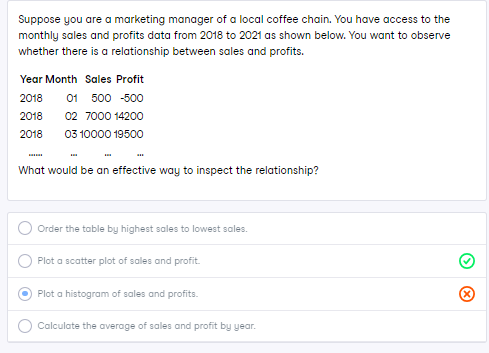 Suppose you are a marketing manager of a local coffee chain. You have access to the
monthly sales and profits data from 2018 to 2021 as shown below. You want to observe
whether there is a relationship between sales and profits.
Year Month Sales Profit
2018 01 500 -500
2018 02 7000 14200
2018 03 10000 19500
...... ... ... ...
What would be an effective way to inspect the relationship?
Order the table by highest sales to lowest sales.
Plot a scatter plot of sales and profit.
Plot a histogram of sales and profits.
Calculate the average of sales and profit by year.